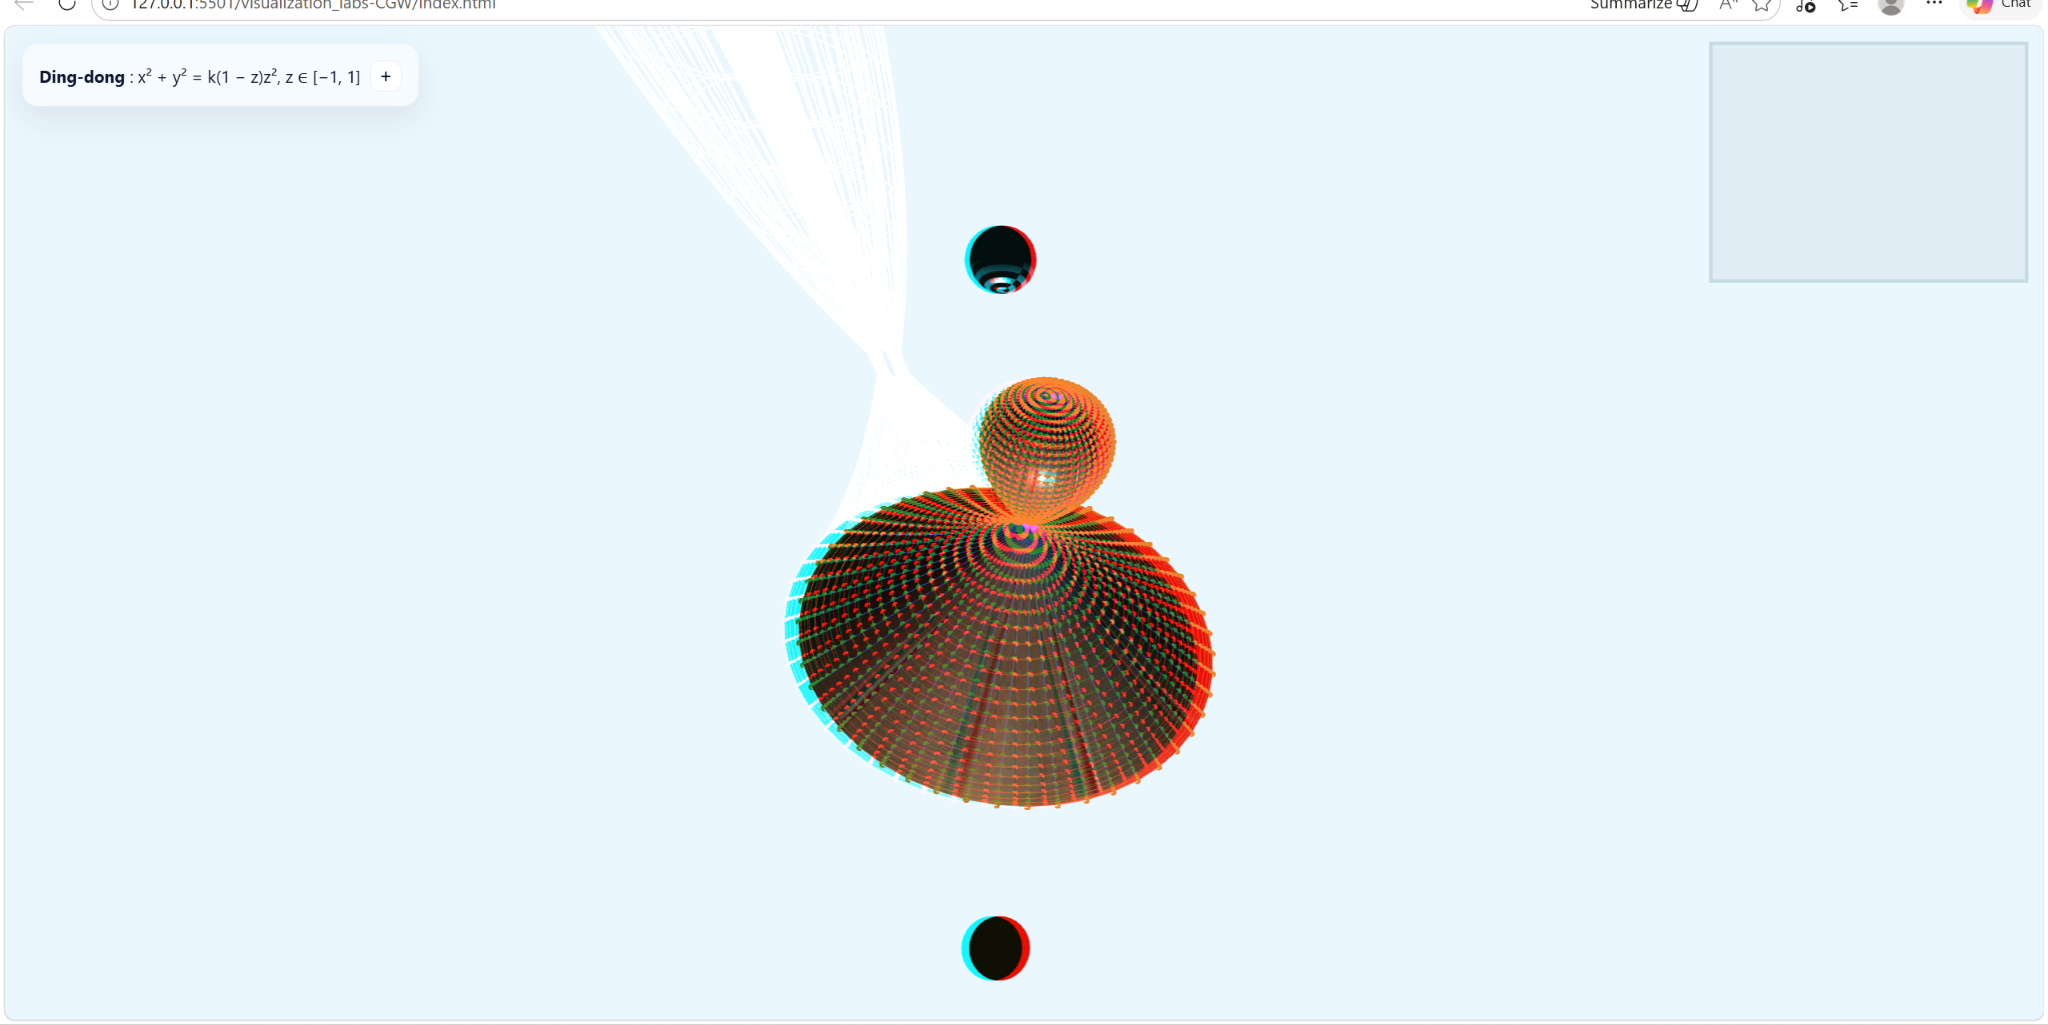 127.0.0.1:5501/visualization_labs-CGW/index.html
Summarize
A»
Chat
Ding-dong : x² + y² = k(1 − z)z², z ∈ [−1, 1] +